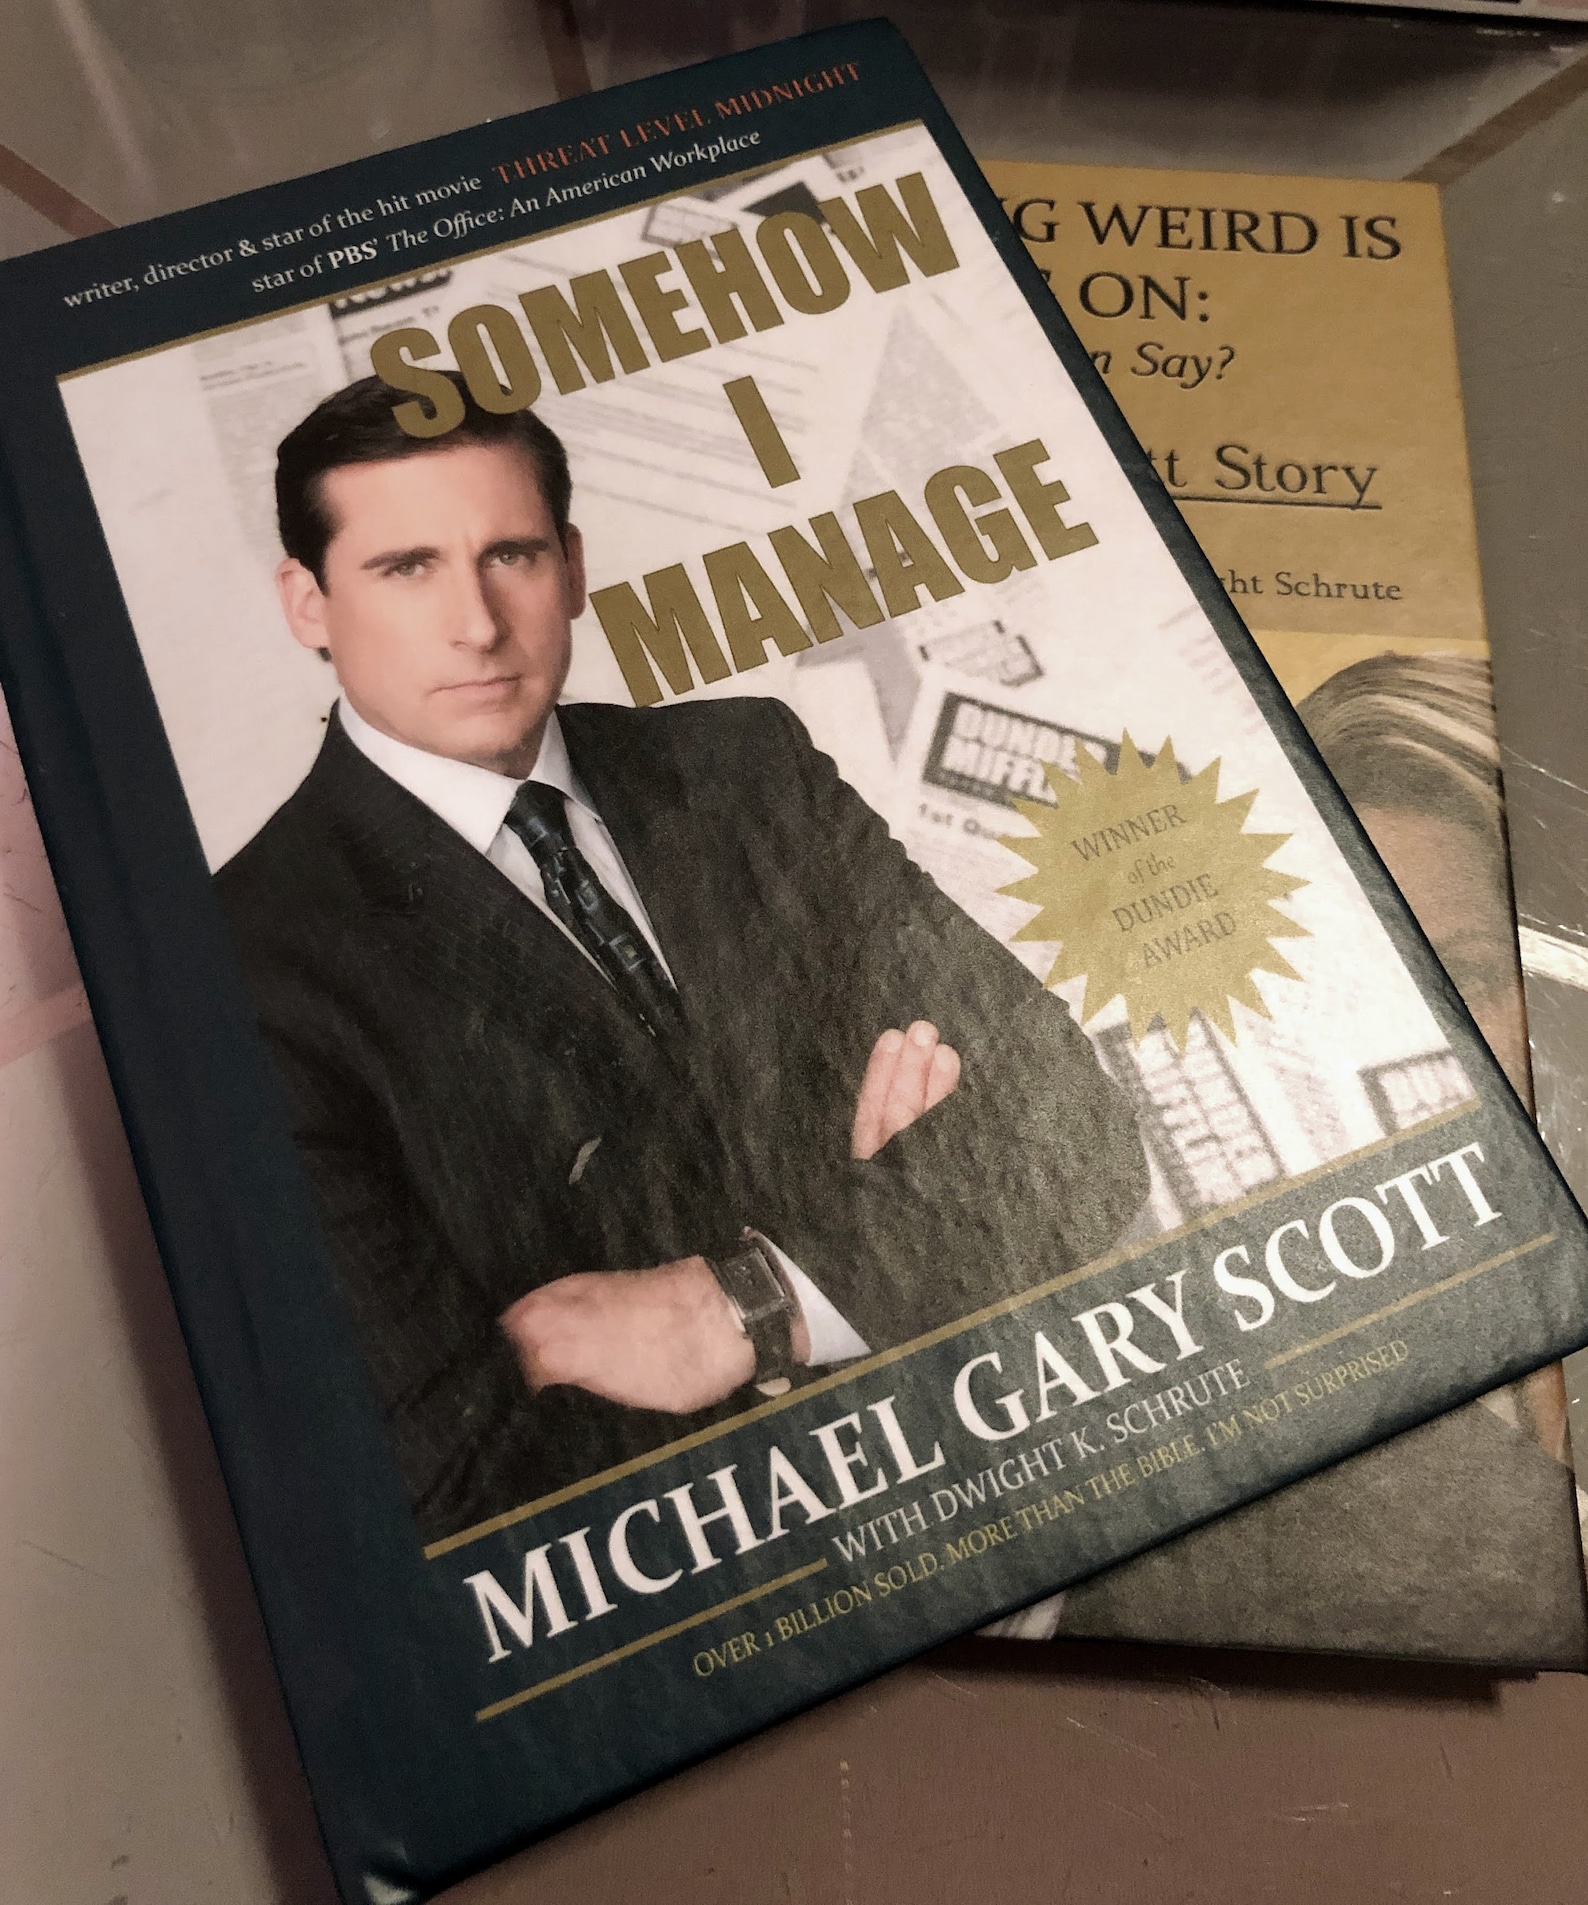 writer, director & star of the hit movie THREAT LEVEL MIDNIGHT
star of PBS' The Office: An American Workplace
SOMEHOW
I
MANAGE
WINNER
of the
DUNDIE
AWARD
MICHAEL GARY SCOTT
WITH DWIGHT K. SCHRUTE
OVER 1 BILLION SOLD. MORE THAN THE BIBLE. I'M NOT SURPRISED
WEIRD IS
ON:
Say?
Story
Schrute